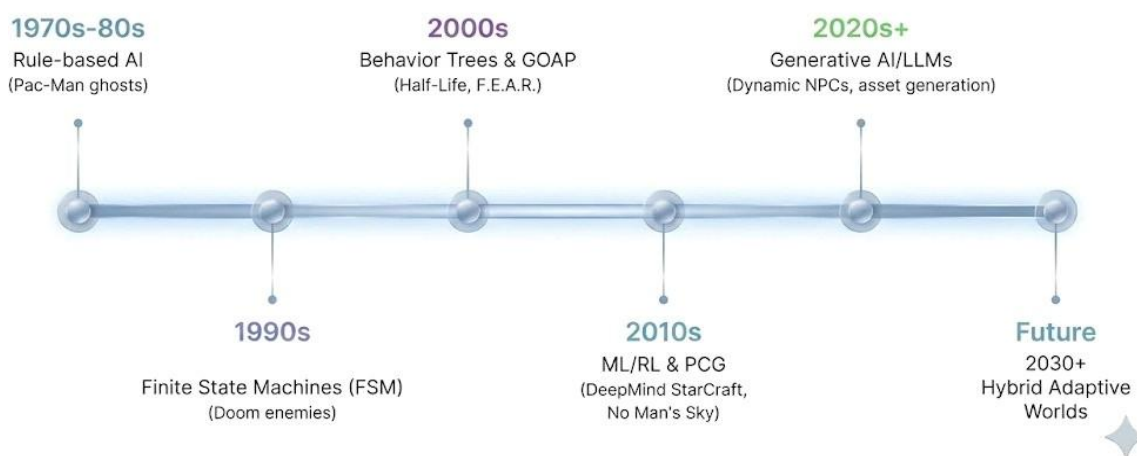 1970s-80s
Rule-based AI
(Pac-Man ghosts)
2000s
Behavior Trees & GOAP
(Half-Life, F.E.A.R.)
2020s+
Generative AI/LLMs
(Dynamic NPCs, asset generation)
1990s
Finite State Machines (FSM)
(Doom enemies)
2010s
ML/RL & PCG
(DeepMind StarCraft,
No Man's Sky)
Future
2030+
Hybrid Adaptive
Worlds